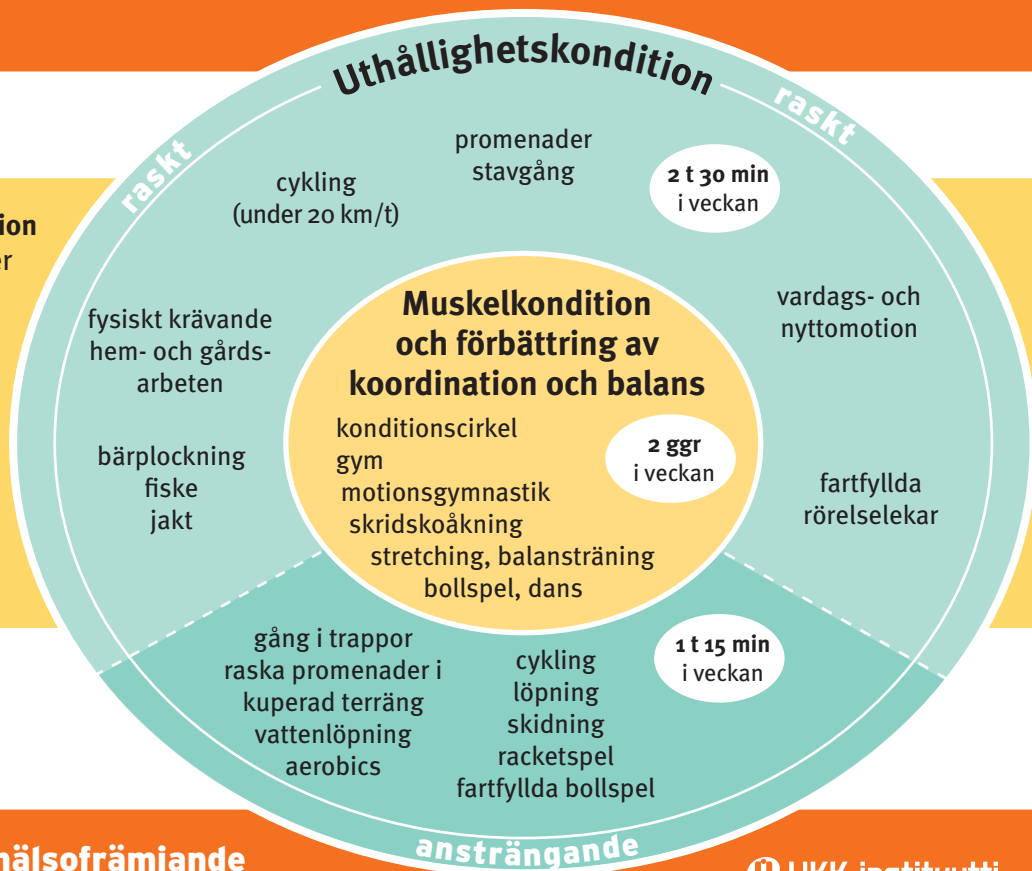 Uthållighetskondition
raskt
raskt
promenader
stavgång
cykling
(under 20 km/t)
2 t 30 min
i veckan
fysiskt krävande
hem- och gårds-
arbeten
bärplockning
fiske
jakt
vardags- och
nyttomotion
fartfyllda
rörelselekar
Muskelkondition
och förbättring av
koordination och balans
konditionscirkel
gym
motionsgymnastik
skridskoåkning
stretching, balansträning
bollspel, dans
2 ggr
i veckan
gång i trappor
raska promenader i
kuperad terräng
vattenlöpning
aerobics
cykling
löpning
skidning
racketspel
fartfyllda bollspel
1 t 15 min
i veckan
ansträngande